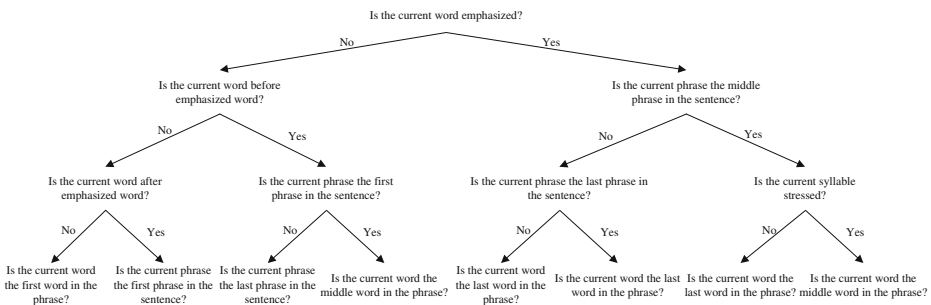 Is the current word emphasized?
No
Yes
Is the current word before
emphasized word?
Is the current phrase the middle
phrase in the sentence?
No
Yes
No
Yes
Is the current word after
emphasized word?
Is the current phrase the first
phrase in the sentence?
Is the current phrase the last phrase in
the sentence?
Is the current syllable
stressed?
No
Yes
No
Yes
No
Yes
No
Yes
Is the current word
the first word in the
phrase?
Is the current phrase
the first phrase in the
sentence?
Is the current phrase
the last phrase in the
sentence?
Is the current word the
middle word in the phrase?
Is the current word
the last word in the
phrase?
Is the current word the last
word in the phrase?
Is the current word the
last word in the phrase?
Is the current word the
middle word in the phrase?